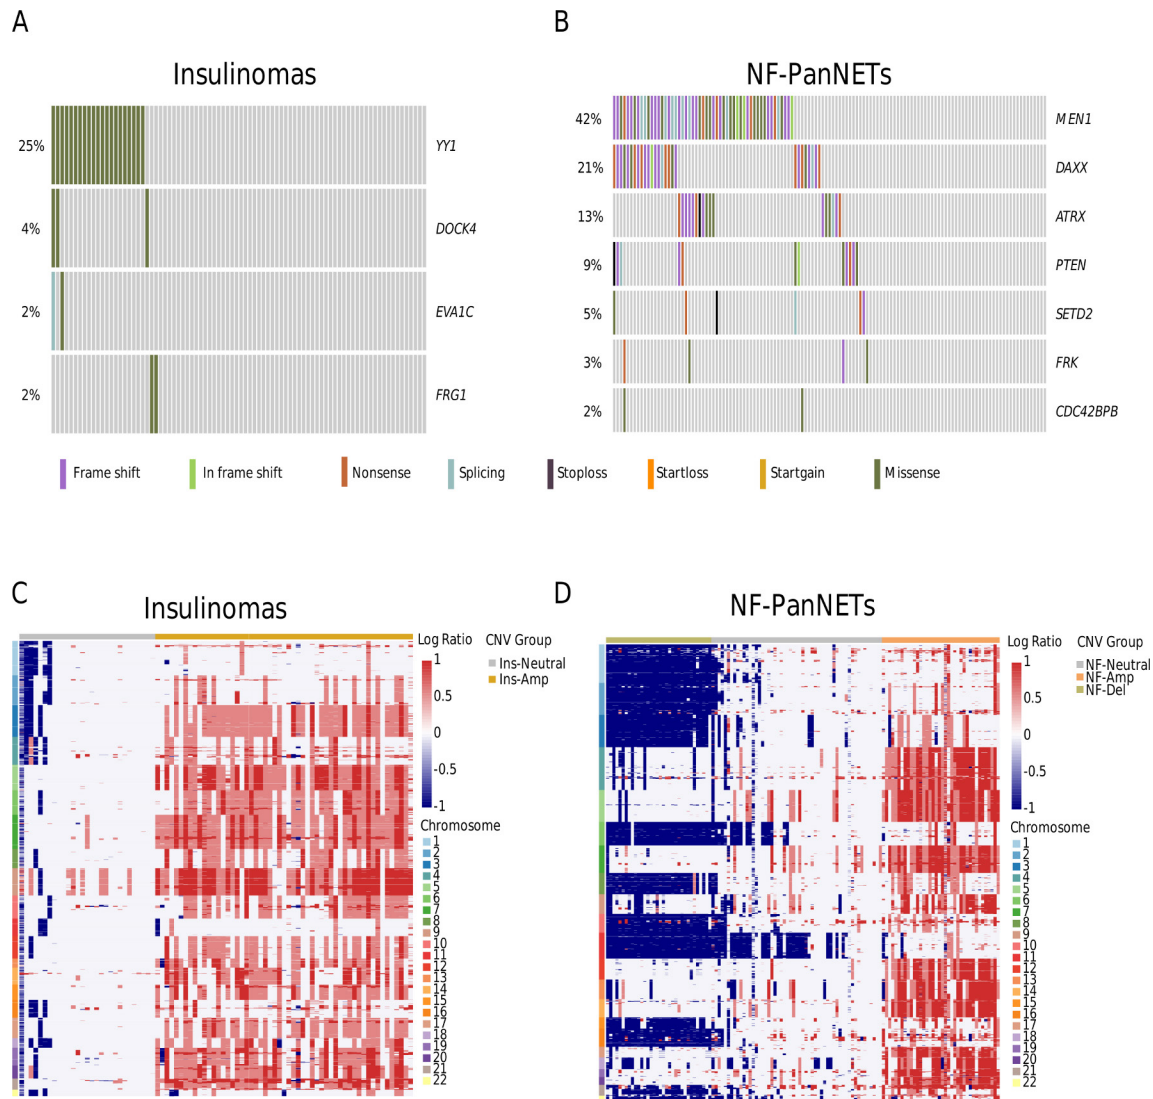 A
B
Insulinomas
NF-PanNETs
25%
YY1
4%
DOCK4
2%
EVA1C
2%
FRG1
42%
MEN1
21%
DAXX
13%
ATRX
9%
PTEN
5%
SETD2
3%
FRK
2%
CDC42BPB
Frame shift
In frame shift
Nonsense
Splicing
Stoploss
Startloss
Startgain
Missense
C
Insulinomas
Log Ratio
1
0.5
0
-0.5
-1
CNV Group
Ins-Neutral
Ins-Amp
Chromosome
1
2
3
4
5
6
7
8
9
10
11
12
13
14
15
16
17
18
19
20
21
22
D
NF-PanNETs
Log Ratio
1
0.5
0
-0.5
-1
CNV Group
NF-Neutral
NF-Amp
NF-Del
Chromosome
1
2
3
4
5
6
7
8
9
10
11
12
13
14
15
16
17
18
19
20
21
22